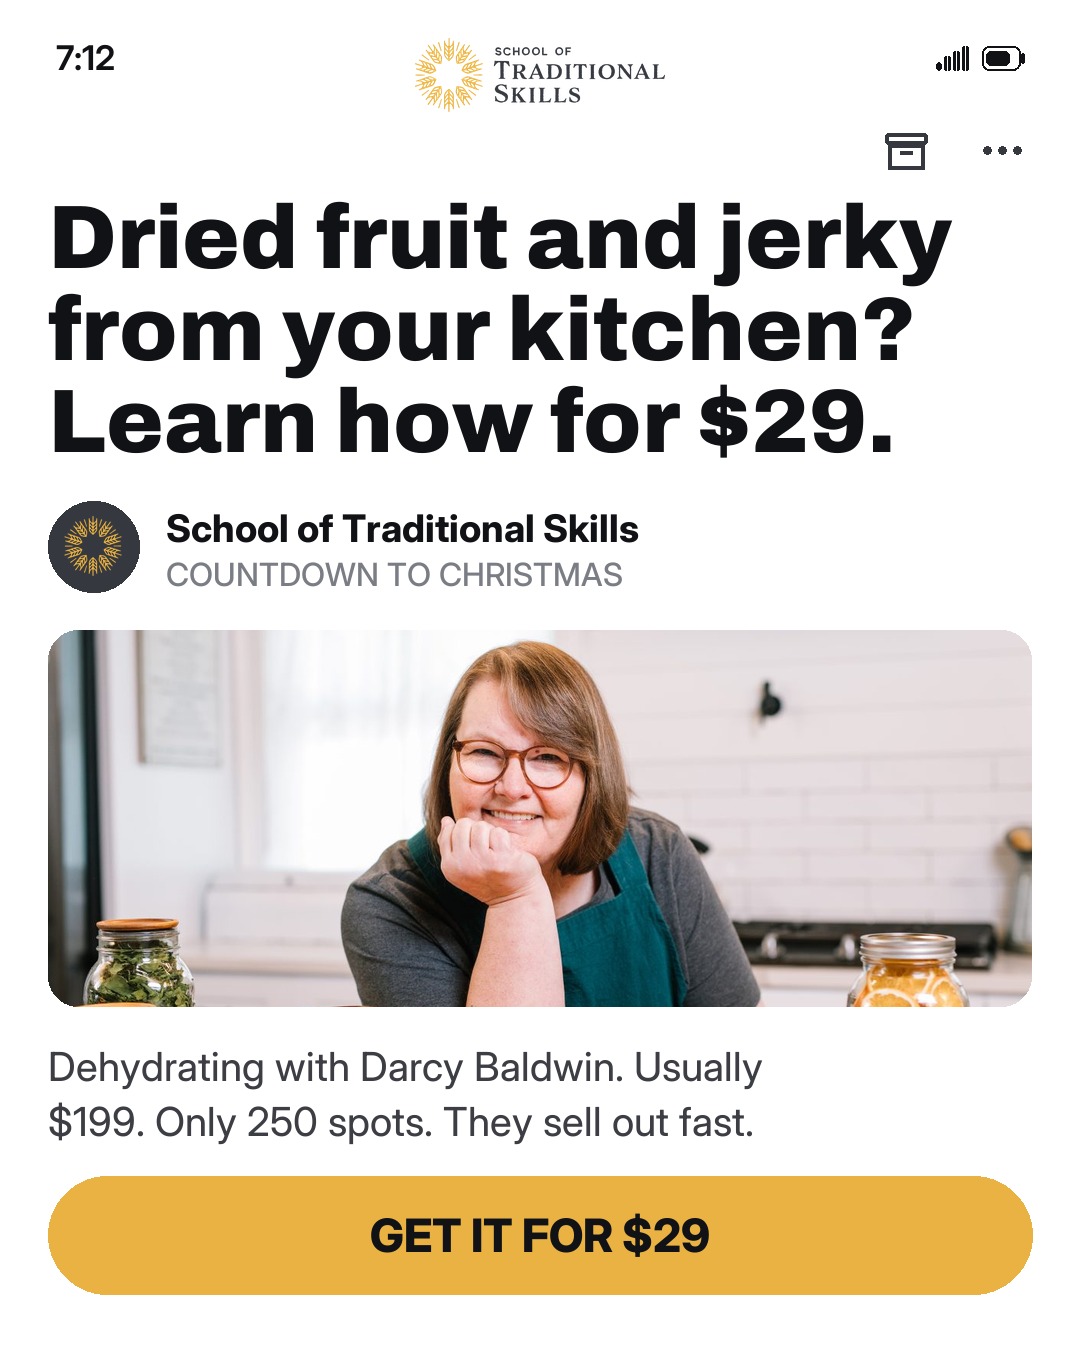 7:12
SCHOOL OF
TRADITIONAL
SKILLS
Dried fruit and jerky
from your kitchen?
Learn how for $29.
School of Traditional Skills
COUNTDOWN TO CHRISTMAS
Dehydrating with Darcy Baldwin. Usually
$199. Only 250 spots. They sell out fast.
GET IT FOR $29